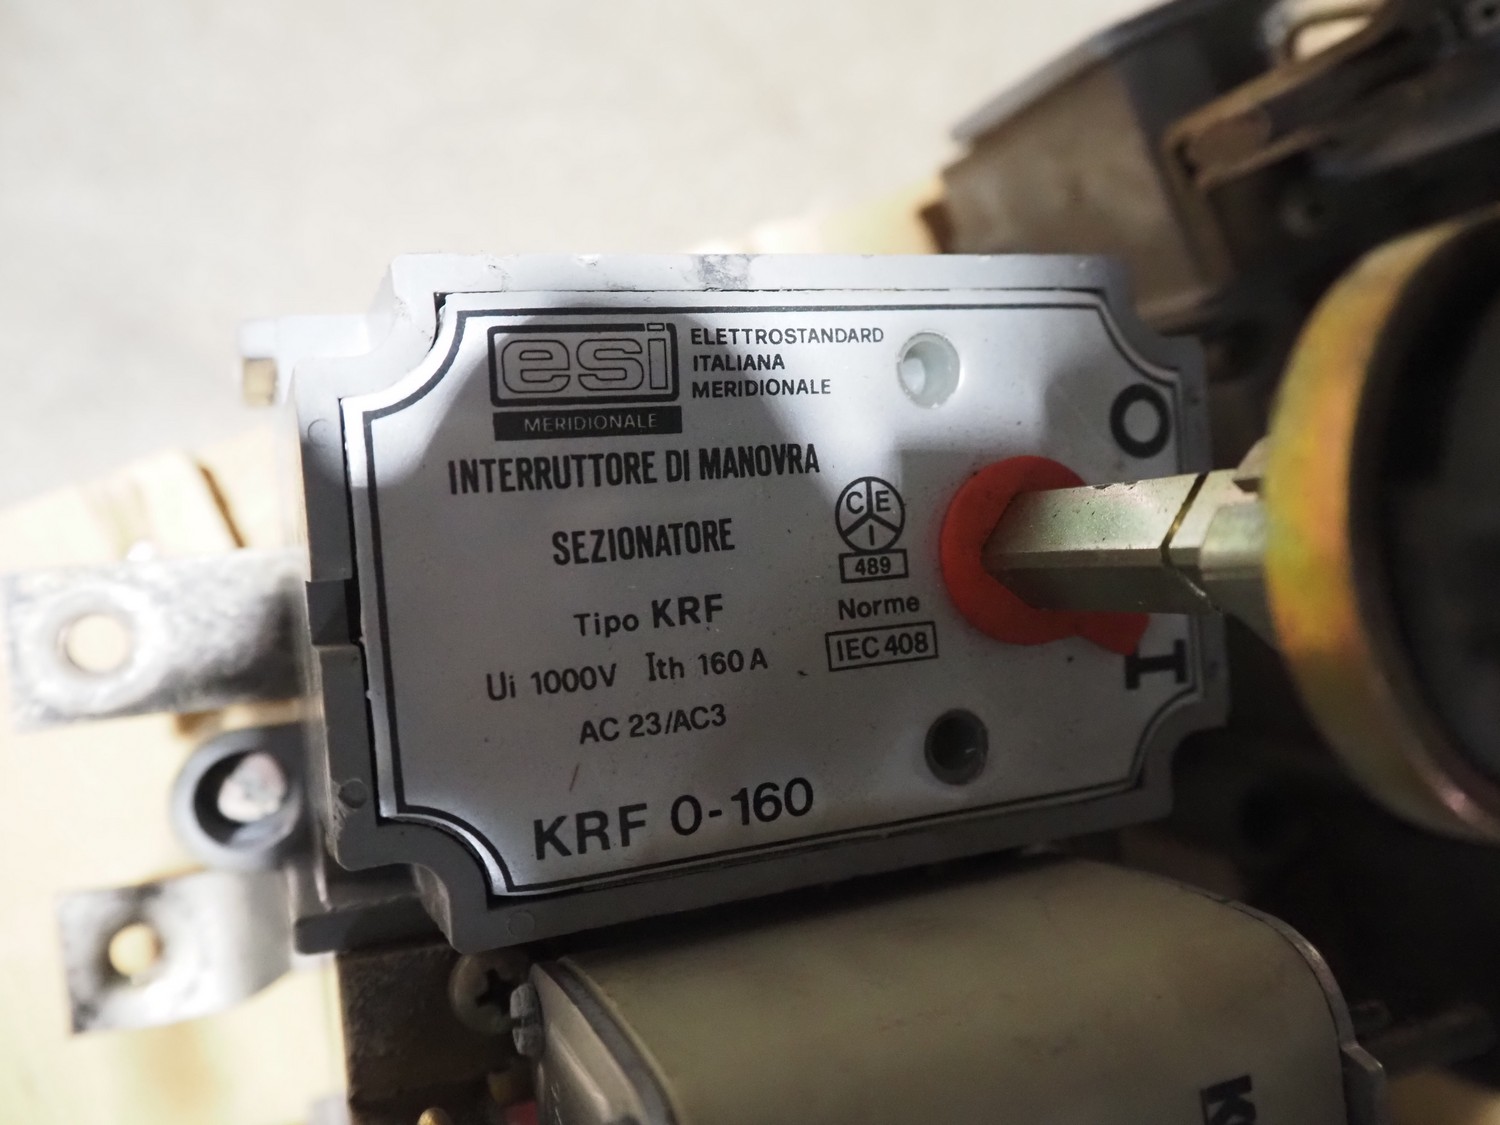 esi
MERIDIONALE
ELETTROSTANDARD
ITALIANA
MERIDIONALE
INTERRUTTORE DI MANOVRA
SEZIONATORE
Tipo KRF
Ui 1000V Ith 160 A
AC 23/AC3
KRF 0-160
C E I
489
Norme
IEC 408
O
I